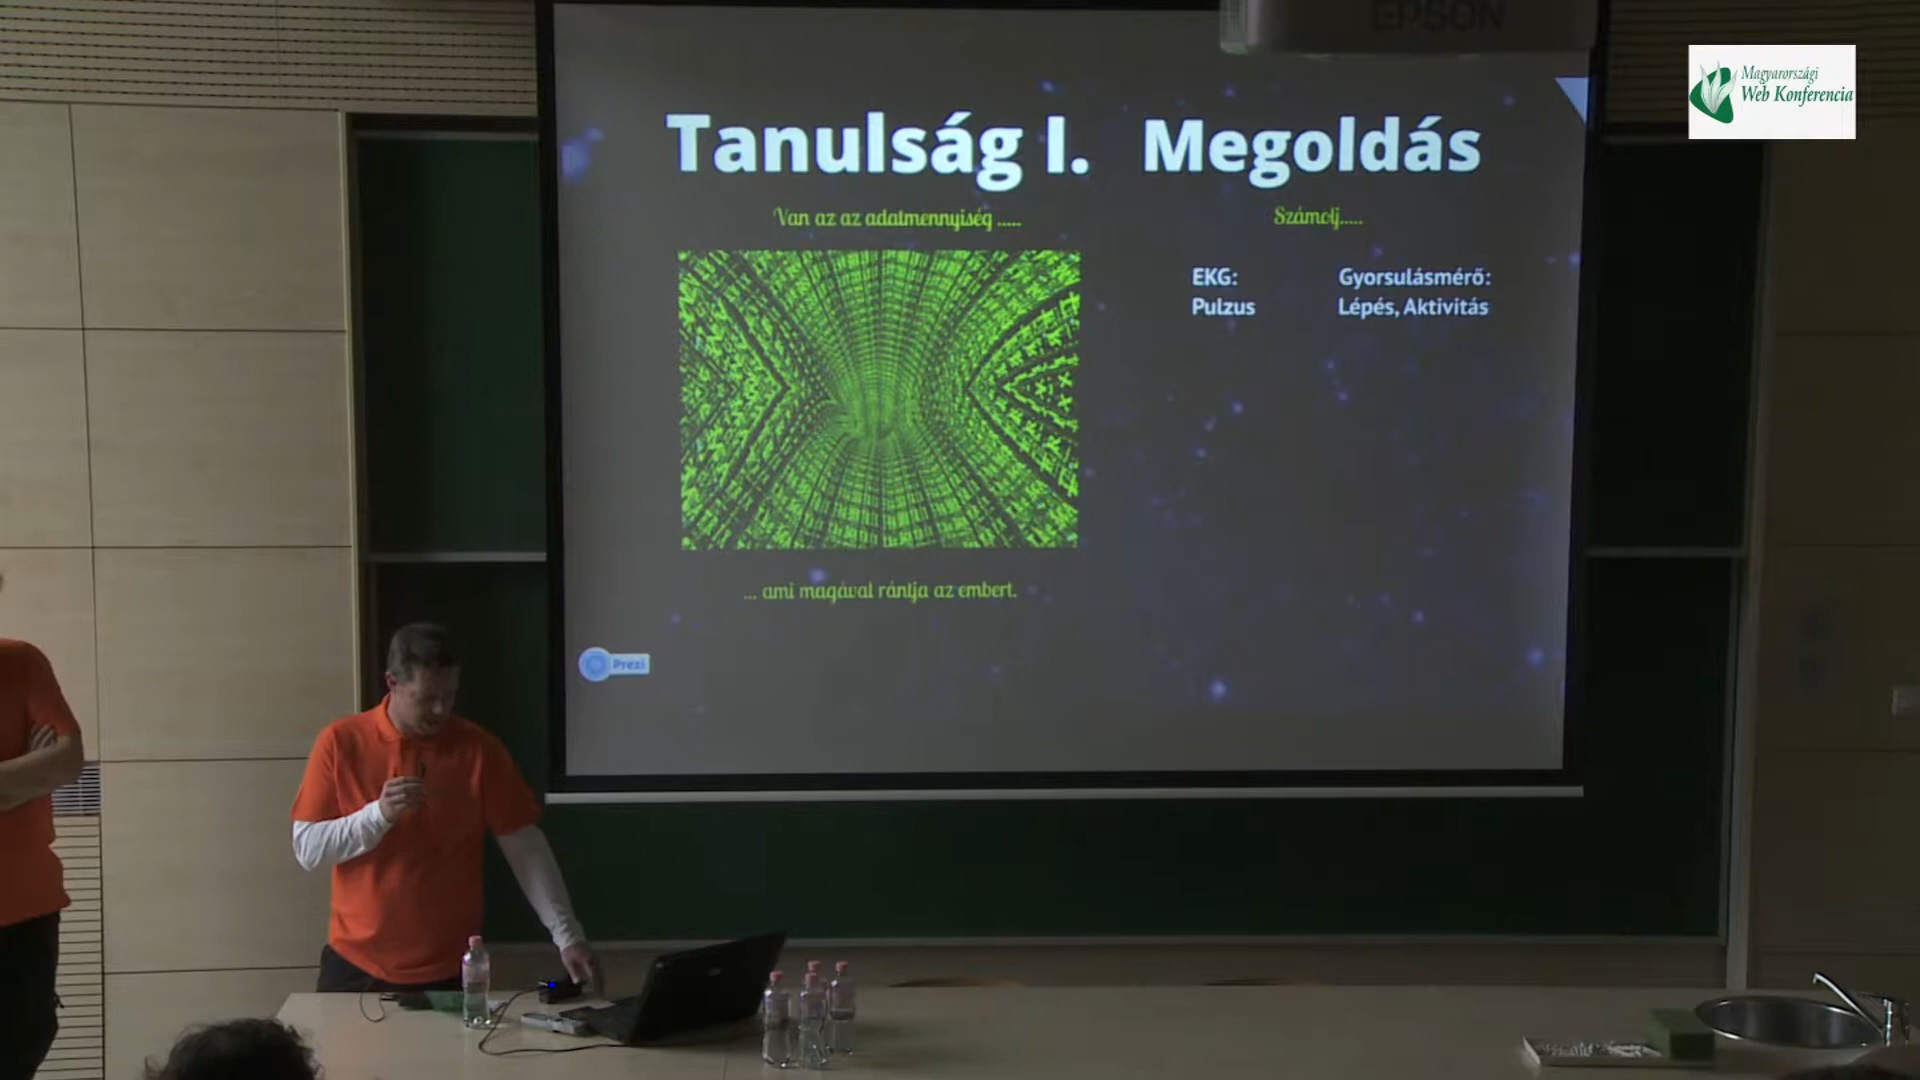 EPSON
Magyarországi
Web Konferencia
Tanulság I.
Van az az adatmennyiség .....
... ami magával rántja az embert.
Megoldás
Számolj.....
EKG:
Pulzus
Gyorsulásmérő:
Lépés, Aktivitás
Prezi